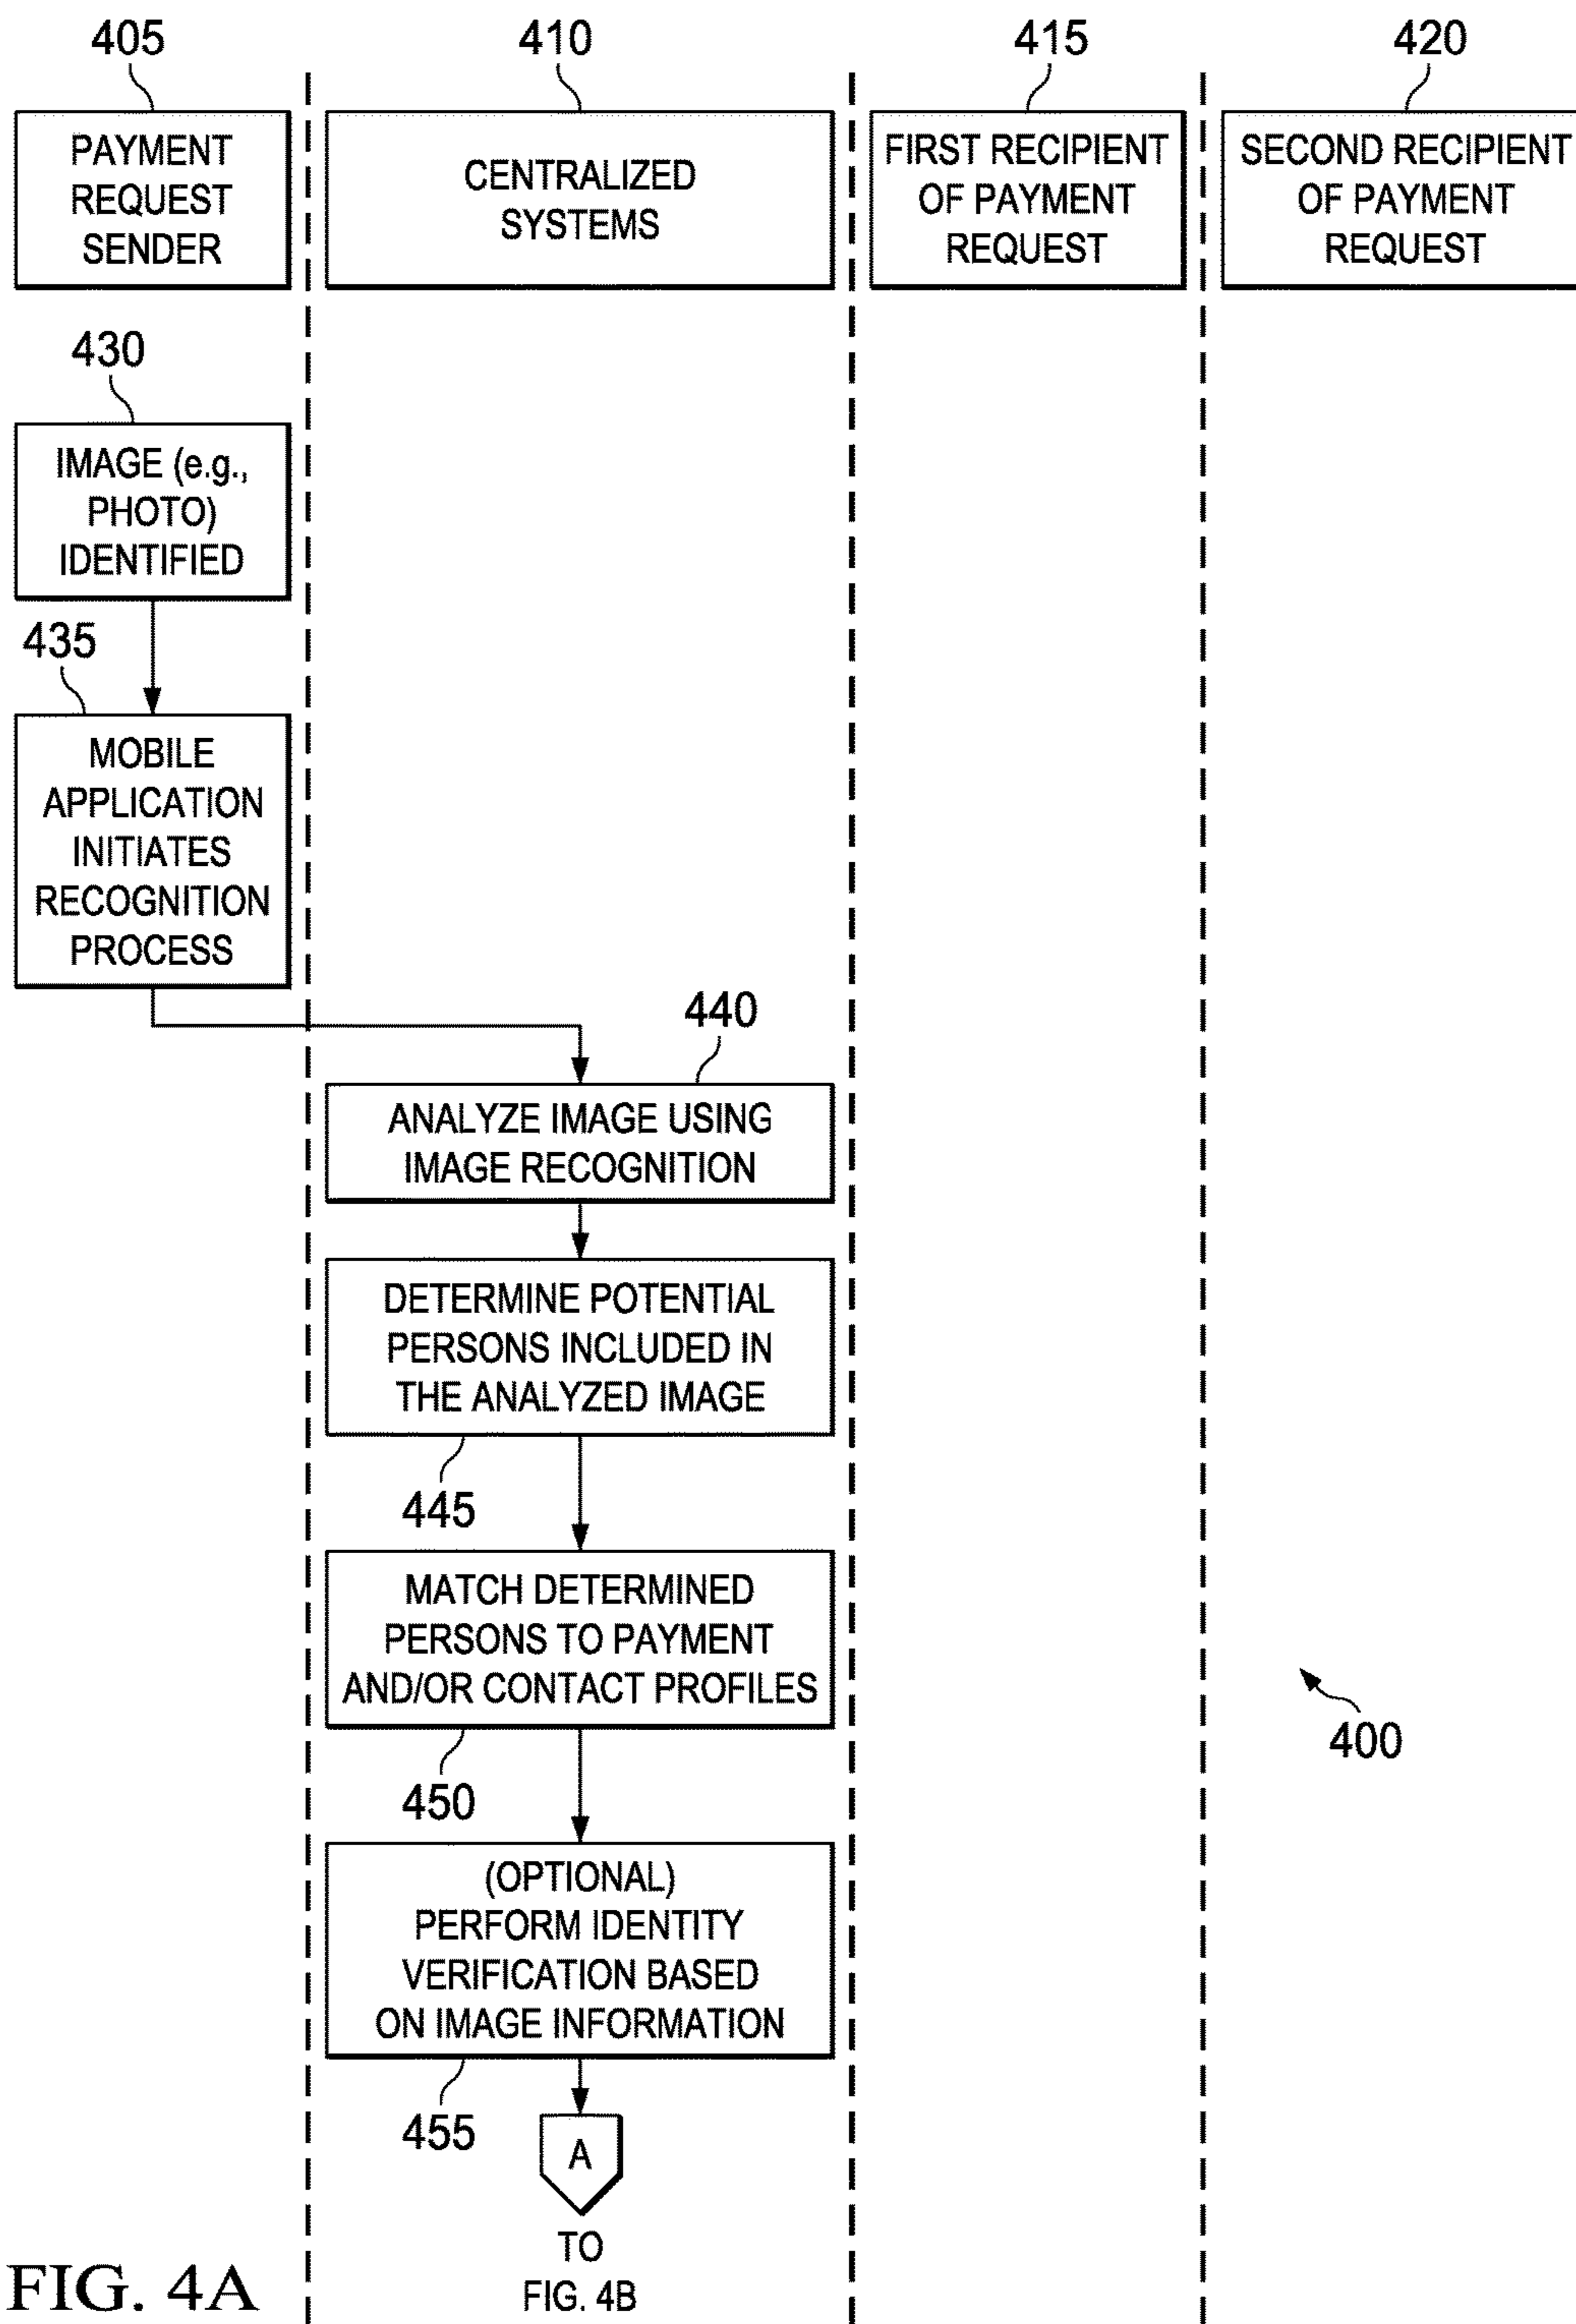 405
410
415
420
PAYMENT
REQUEST
SENDER
CENTRALIZED
SYSTEMS
FIRST RECIPIENT
OF PAYMENT
REQUEST
SECOND RECIPIENT
OF PAYMENT
REQUEST
430
IMAGE (e.g.,
PHOTO)
IDENTIFIED
435
MOBILE
APPLICATION
INITIATES
RECOGNITION
PROCESS
440
ANALYZE IMAGE USING
IMAGE RECOGNITION
DETERMINE POTENTIAL
PERSONS INCLUDED IN
THE ANALYZED IMAGE
445
MATCH DETERMINED
PERSONS TO PAYMENT
AND/OR CONTACT PROFILES
450
400
(OPTIONAL)
PERFORM IDENTITY
VERIFICATION BASED
ON IMAGE INFORMATION
455
A
TO
FIG. 4B
FIG. 4A